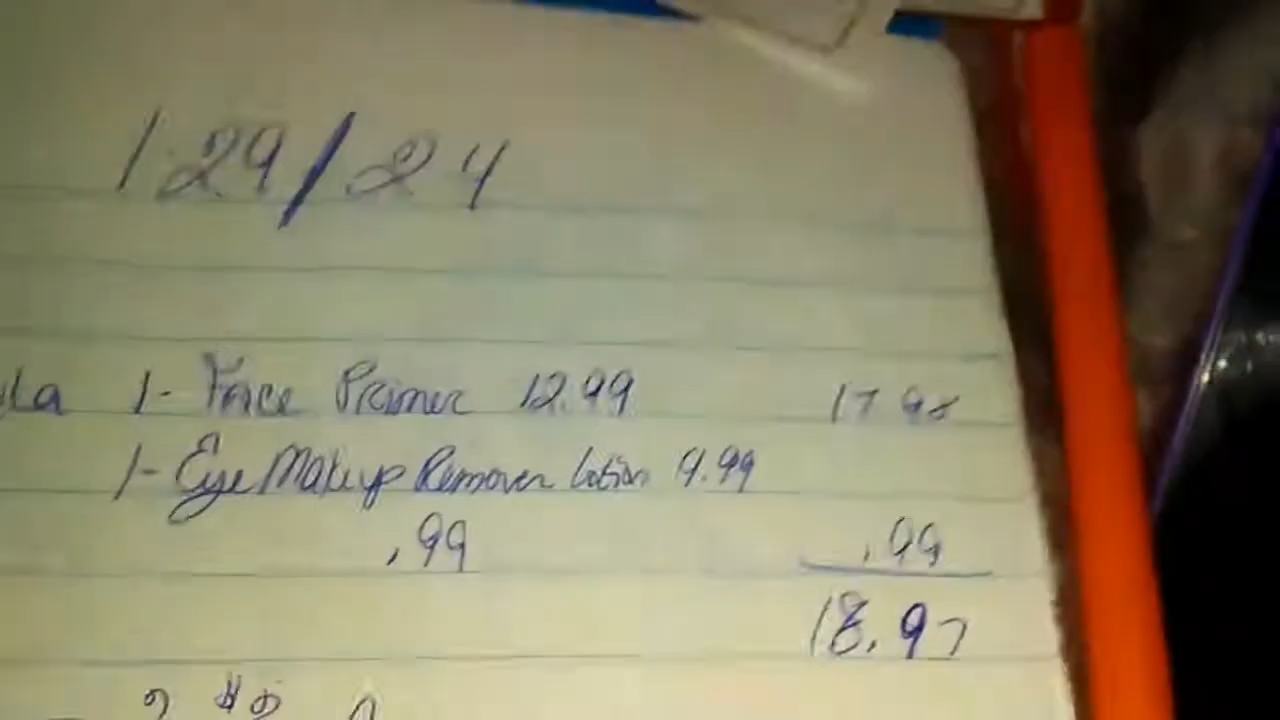 1 29/24
1- Face Primer 12.99 17 98
1- Eye Makeup Remover Lotion 4.99
.99 .99
18.97